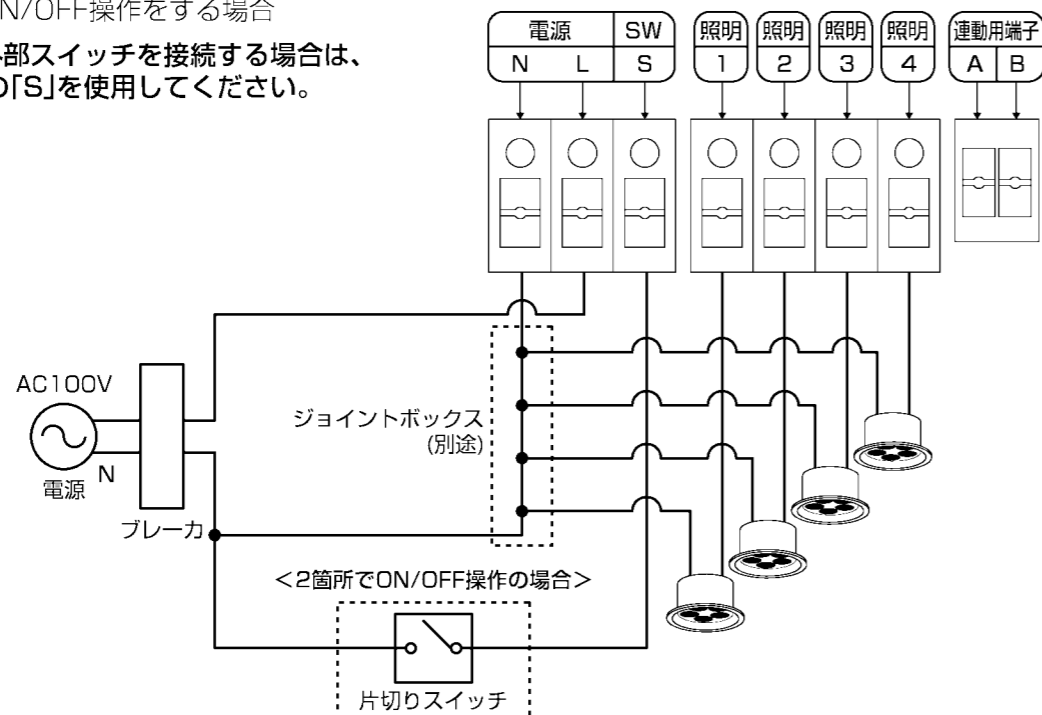 N/OFF操作をする場合
部スイッチを接続する場合は、
「S」を使用してください。
電源 SW 照明 照明 照明 照明 連動用端子
N L S 1 2 3 4 A B
AC100V
N
電源
ブレーカ
ジョイントボックス
(別途)
<2箇所でON/OFF操作の場合>
片切りスイッチ